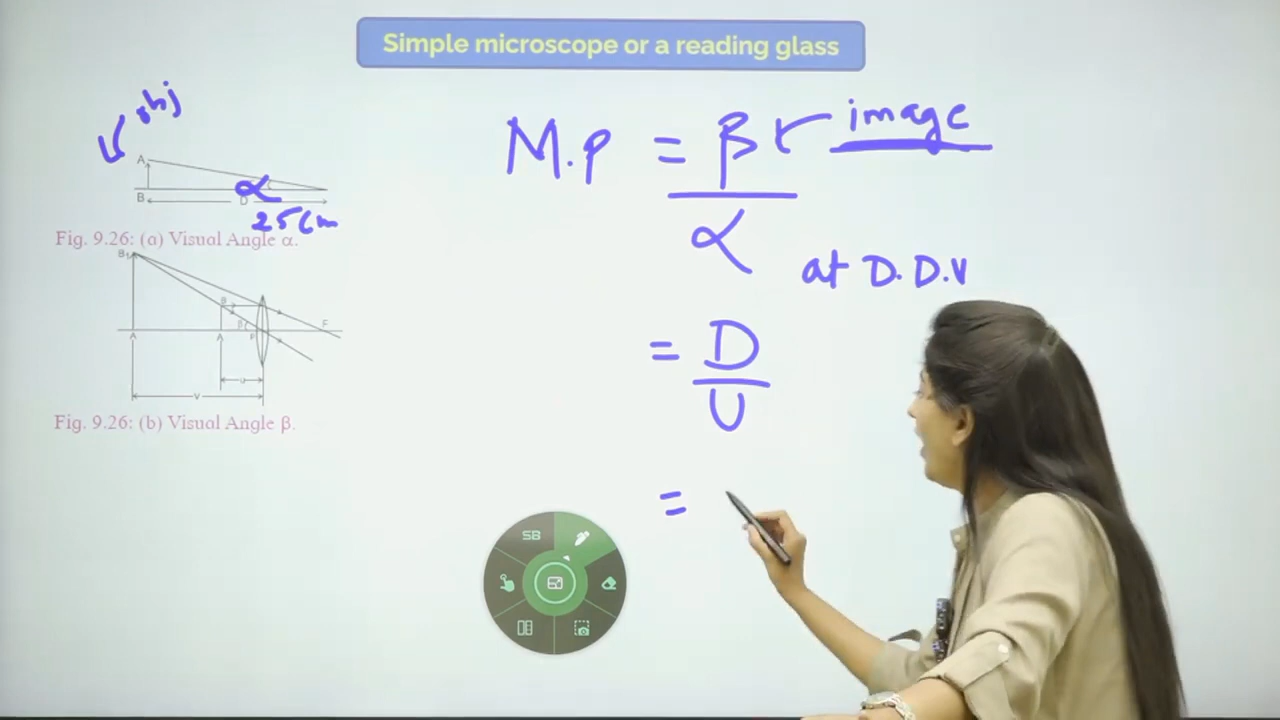 Simple microscope or a reading glass
obj
A
B
α
D
25 cm
Fig. 9.26: (a) Visual Angle α.
B₁
B
β
P
F
A
A
u
v
Fig. 9.26: (b) Visual Angle β.
M.P = β image
α
at D.D.V
= D
U
=
SB